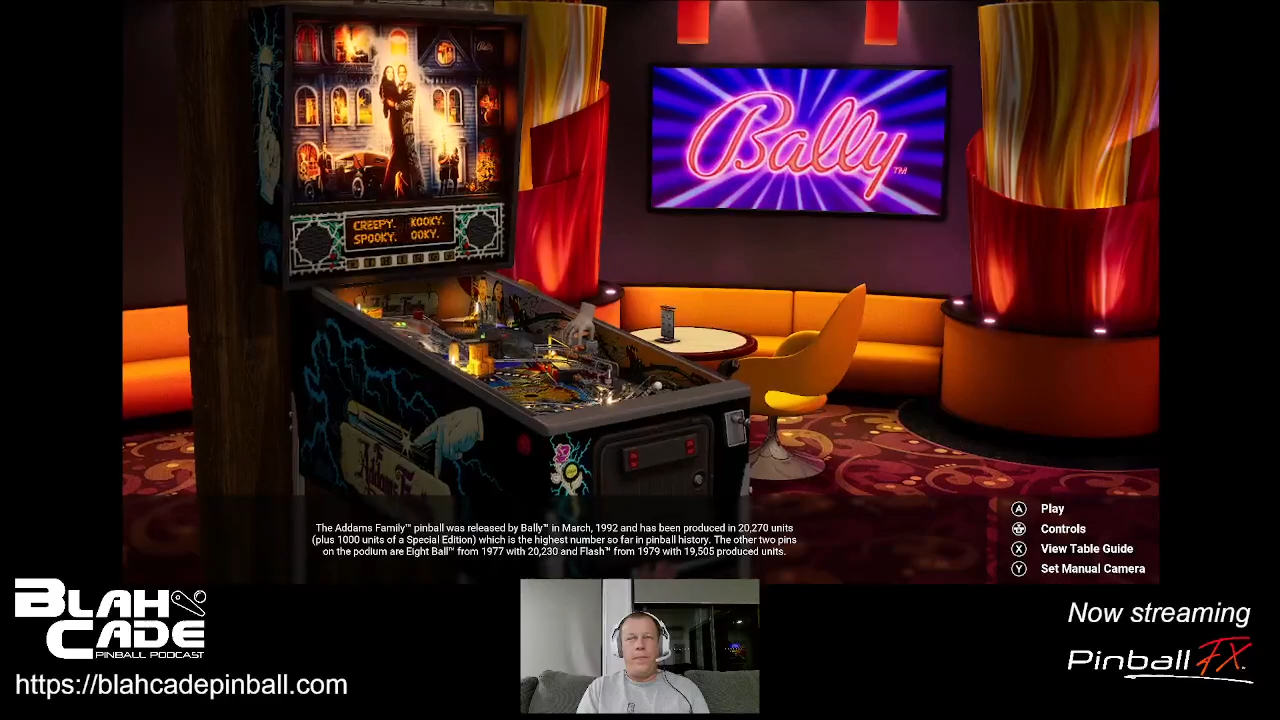 Bally
CREEPY. KOOKY.
SPOOKY. OOKY.
Bally™
The Addams Family™ pinball was released by Bally™ in March, 1992 and has been produced in 20,270 units
(plus 1000 units of a Special Edition) which is the highest number so far in pinball history. The other two pins
on the podium are Eight Ball™ from 1977 with 20,230 and Flash™ from 1979 with 19,505 produced units.
A Play
Controls
X View Table Guide
Y Set Manual Camera
BLAHCADE
PINBALL PODCAST
https://blahcadepinball.com
Now streaming
Pinball FX